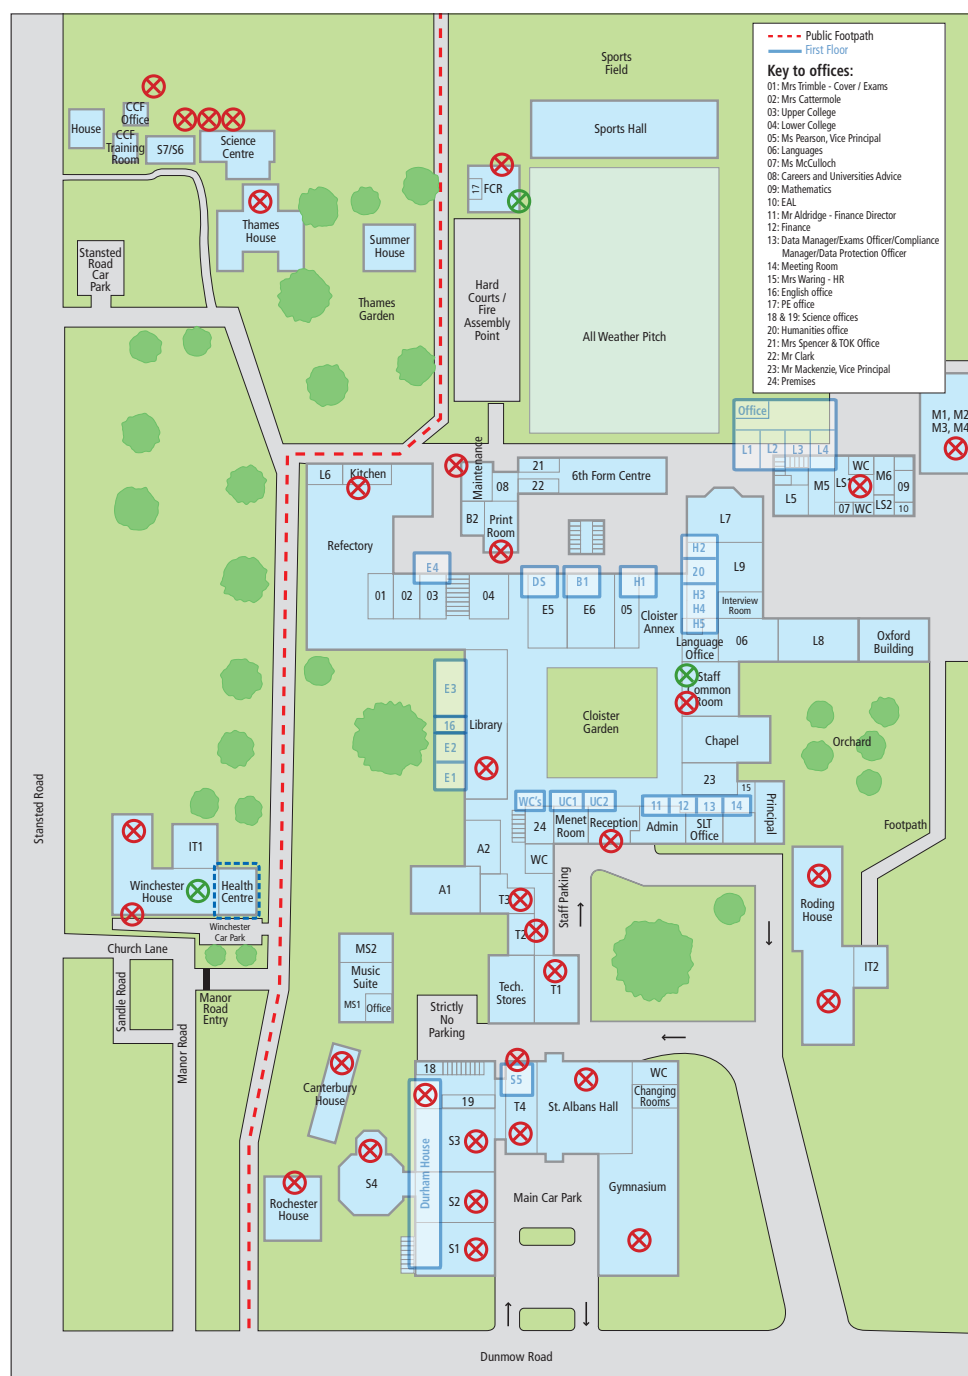 Public Footpath
First Floor
Key to offices:
01: Mrs Trimble - Cover / Exams
02: Mrs Cattermole
03: Upper College
04: Lower College
05: Ms Pearson, Vice Principal
06: Languages
07: Ms McCulloch
08: Careers and Universities Advice
09: Mathematics
10: EAL
11: Mr Aldridge - Finance Director
12: Finance
13: Data Manager/Exams Officer/Compliance
Manager/Data Protection Officer
14: Meeting Room
15: Mrs Waring - HR
16: English office
17: PE office
18 & 19: Science offices
20: Humanities office
21: Mrs Spencer & TOK Office
22: Mr Clark
23: Mr Mackenzie, Vice Principal
24: Premises
Sports
Field
Sports Hall
CCF
Office
House
CCF
Training
Room
S7/S6
Science
Centre
17
FCR
Thames
House
Summer
House
Stansted
Road
Car
Park
Thames
Garden
Hard
Courts /
Fire
Assembly
Point
All Weather Pitch
Office
L1
L2
L3
L4
M1, M2
M3, M4
L6
Kitchen
Maintenance
08
21
22
6th Form Centre
B2
Print
Room
L5
M5
LS1
WC
07
WC
M6
LS2
09
10
Refectory
L7
H2
20
L9
H3
H4
H5
Interview
Room
E4
DS
B1
H1
01
02
03
04
E5
E6
05
Cloister
Annex
Language
Office
06
L8
Oxford
Building
E3
16
E2
E1
Library
Cloister
Garden
Staff
Common
Room
Chapel
Orchard
23
15
Principal
Footpath
WC's
UC1
UC2
11
12
13
14
24
Menet
Room
Reception
Admin
SLT
Office
Stansted Road
IT1
Winchester
House
Health
Centre
Winchester
Car Park
A2
WC
A1
T3
T2
Staff Parking
Roding
House
IT2
Church Lane
Sandle Road
Manor Road
Manor
Road
Entry
MS2
Music
Suite
MS1
Office
Tech.
Stores
T1
Strictly
No
Parking
Canterbury
House
18
19
S5
T4
St. Albans Hall
WC
Changing
Rooms
Durham House
S3
S2
S1
S4
Rochester
House
Main Car Park
Gymnasium
Dunmow Road